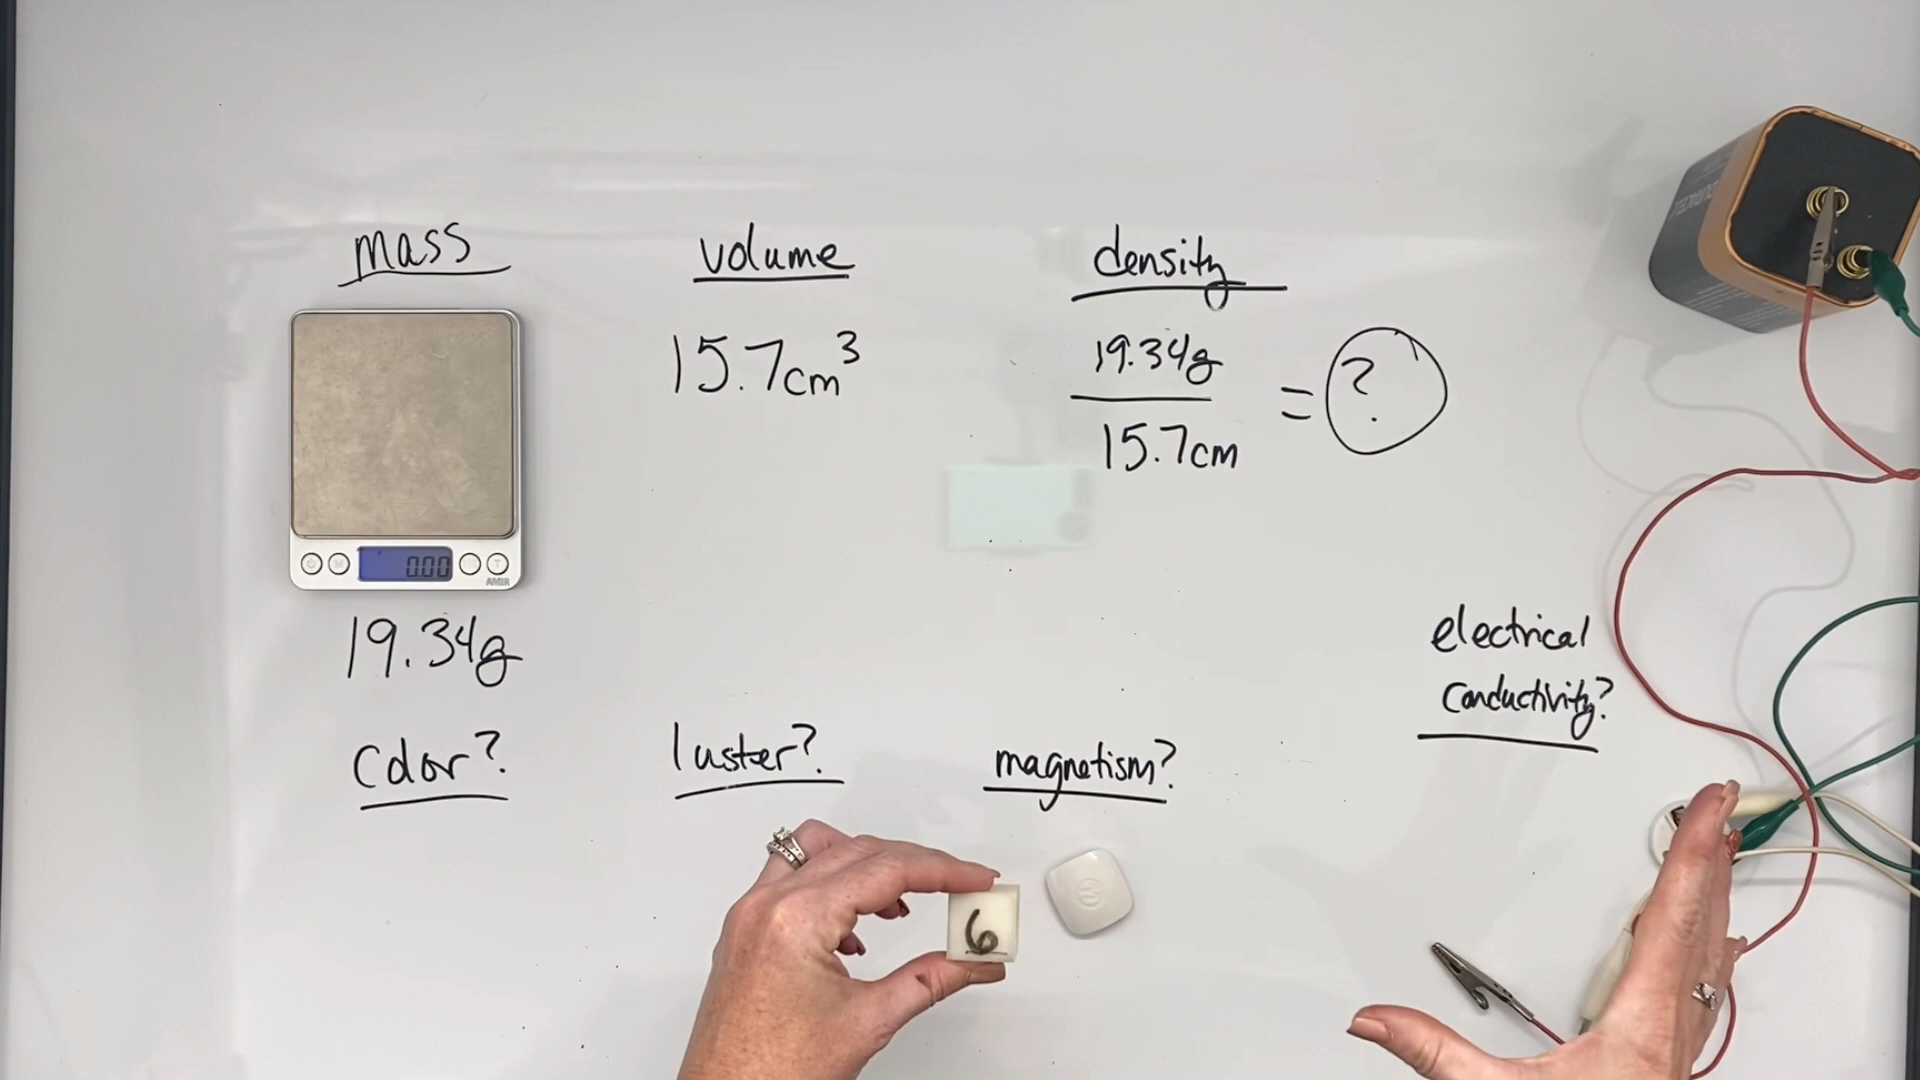 mass
volume
density
15.7cm³
19.34g
15.7cm
= ?
0.00
AMIR
19.34g
electrical
conductivity?
color?
luster?
magnetism?
6